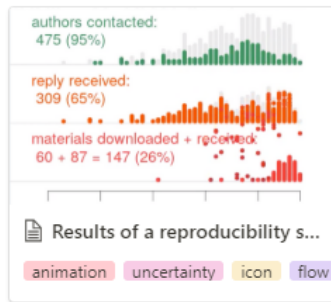 authors contacted:
475 (95%)
reply received:
309 (65%)
materials downloaded + received:
60 + 87 = 147 (26%)
Results of a reproducibility s...
animation uncertainty icon flow